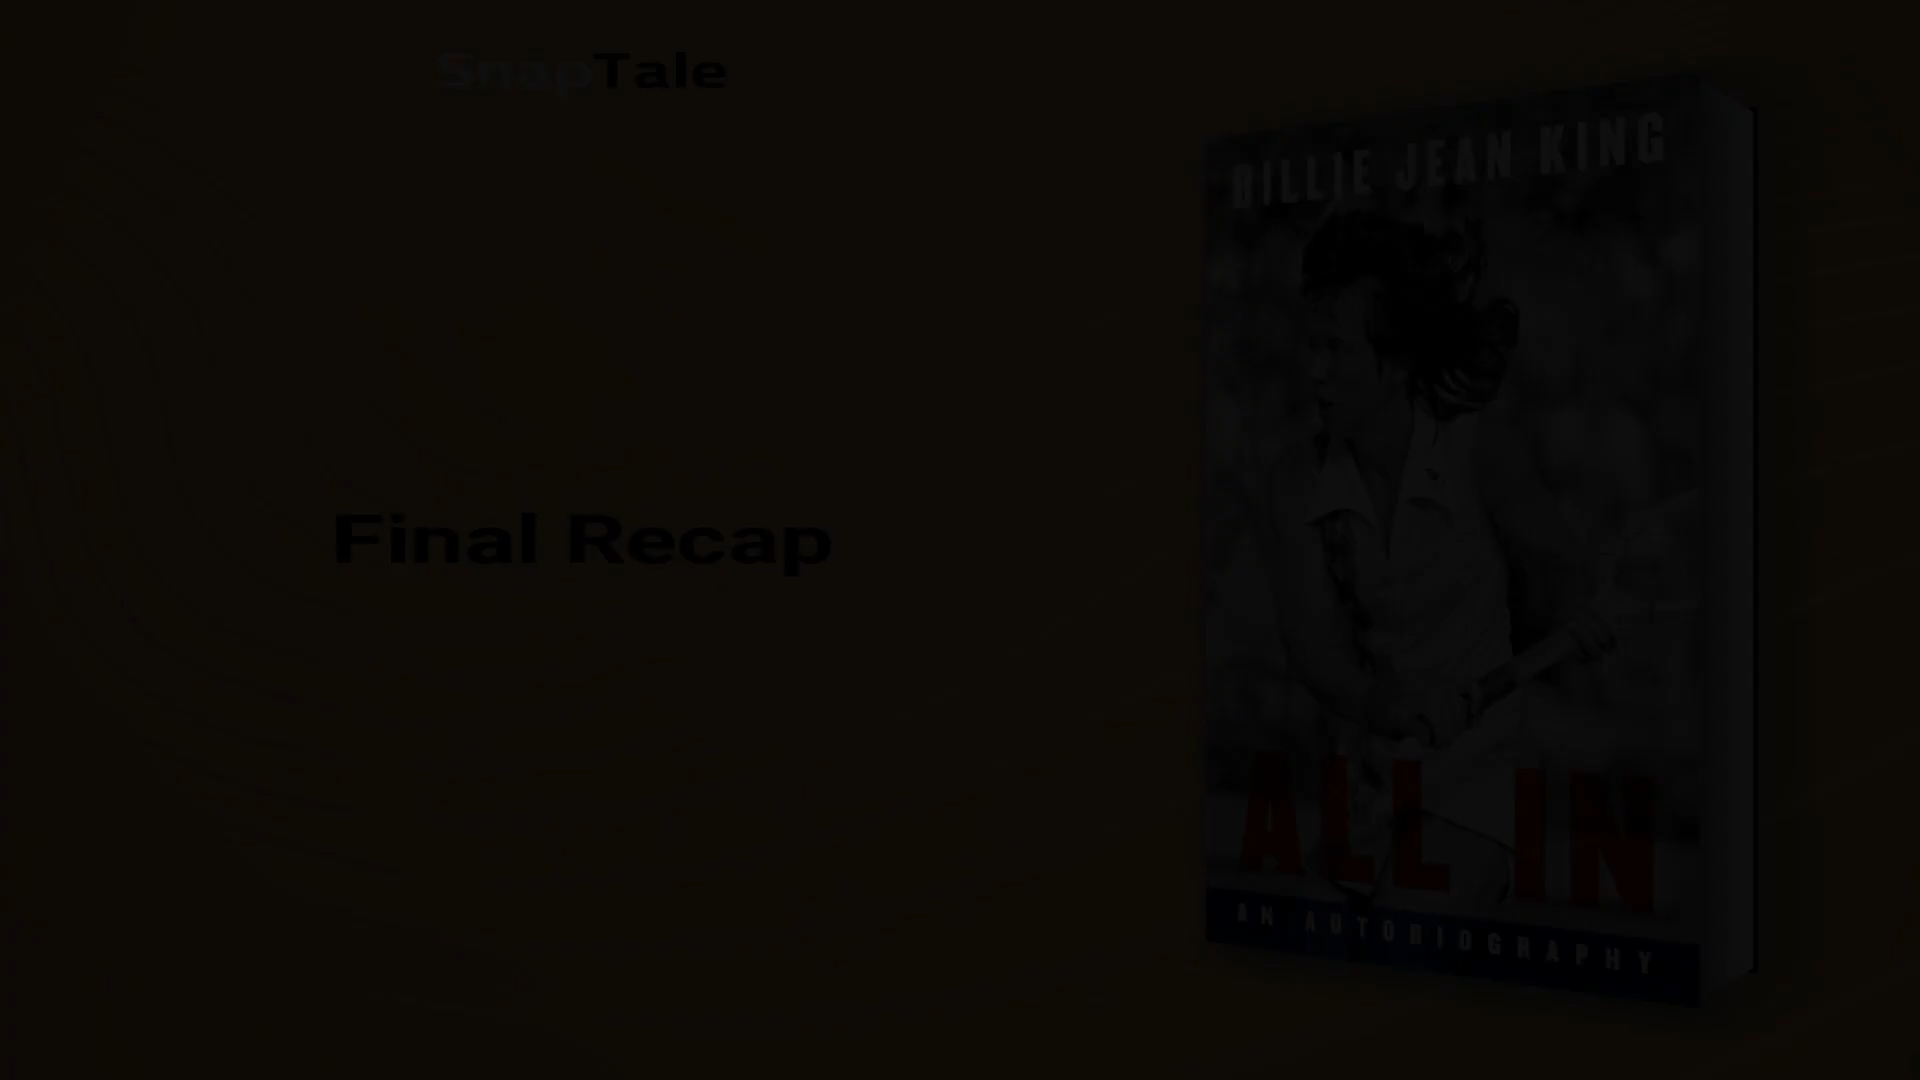 SnapTale
Final Recap
BILLIE JEAN KING
ALL IN
AN AUTOBIOGRAPHY